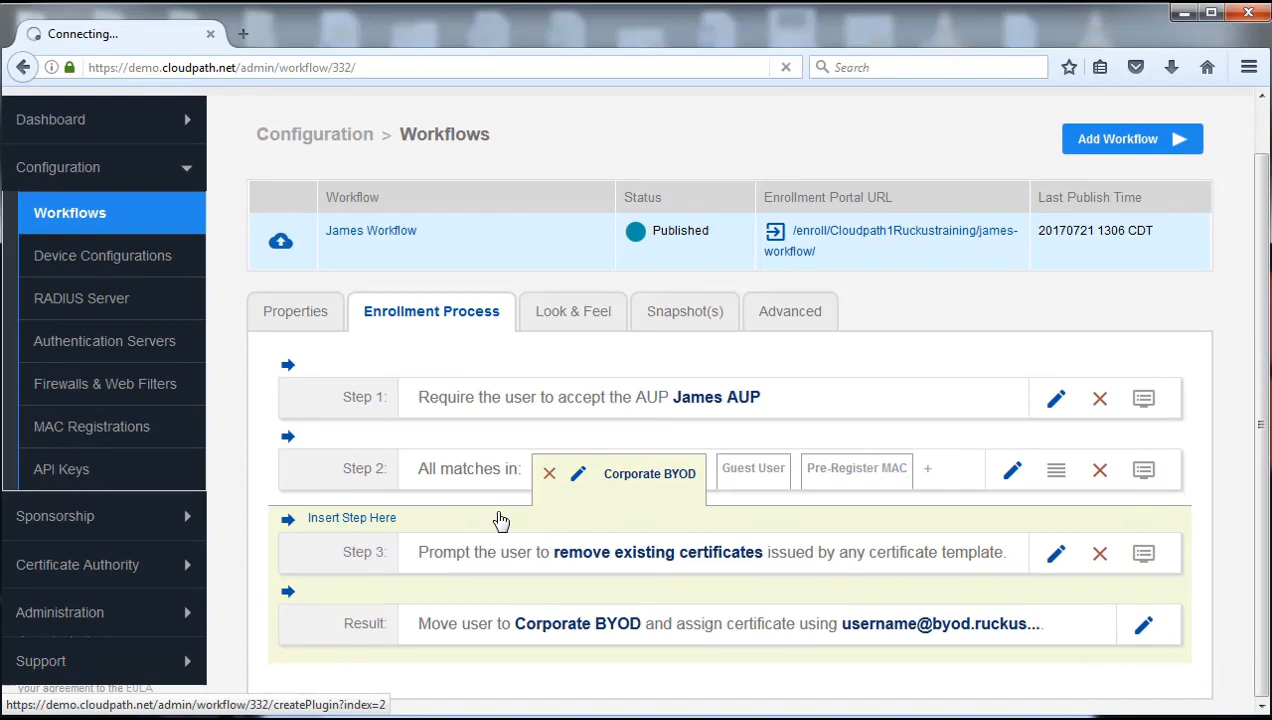 Connecting...
https://demo.cloudpath.net/admin/workflow/332/
Search
Dashboard
Configuration
Workflows
Device Configurations
RADIUS Server
Authentication Servers
Firewalls & Web Filters
MAC Registrations
API Keys
Sponsorship
Certificate Authority
Administration
Support
your agreement to the EULA
Configuration > Workflows
Add Workflow
Workflow Status Enrollment Portal URL Last Publish Time
James Workflow Published /enroll/Cloudpath1Ruckustraining/james- 20170721 1306 CDT
workflow/
Properties Enrollment Process Look & Feel Snapshot(s) Advanced
Step 1: Require the user to accept the AUP James AUP
Step 2: All matches in: Corporate BYOD Guest User Pre-Register MAC +
Insert Step Here
Step 3: Prompt the user to remove existing certificates issued by any certificate template.
Result: Move user to Corporate BYOD and assign certificate using username@byod.ruckus... .
https://demo.cloudpath.net/admin/workflow/332/createPlugin?index=2